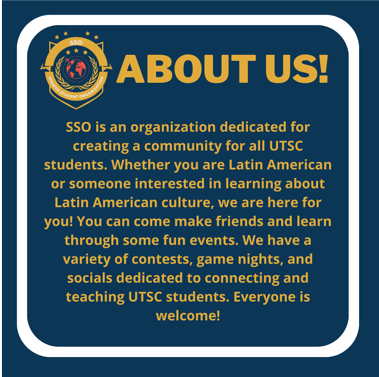 SSO
ABOUT US!
SSO is an organization dedicated for
creating a community for all UTSC
students. Whether you are Latin American
or someone interested in learning about
Latin American culture, we are here for
you! You can come make friends and learn
through some fun events. We have a
variety of contests, game nights, and
socials dedicated to connecting and
teaching UTSC students. Everyone is
welcome!